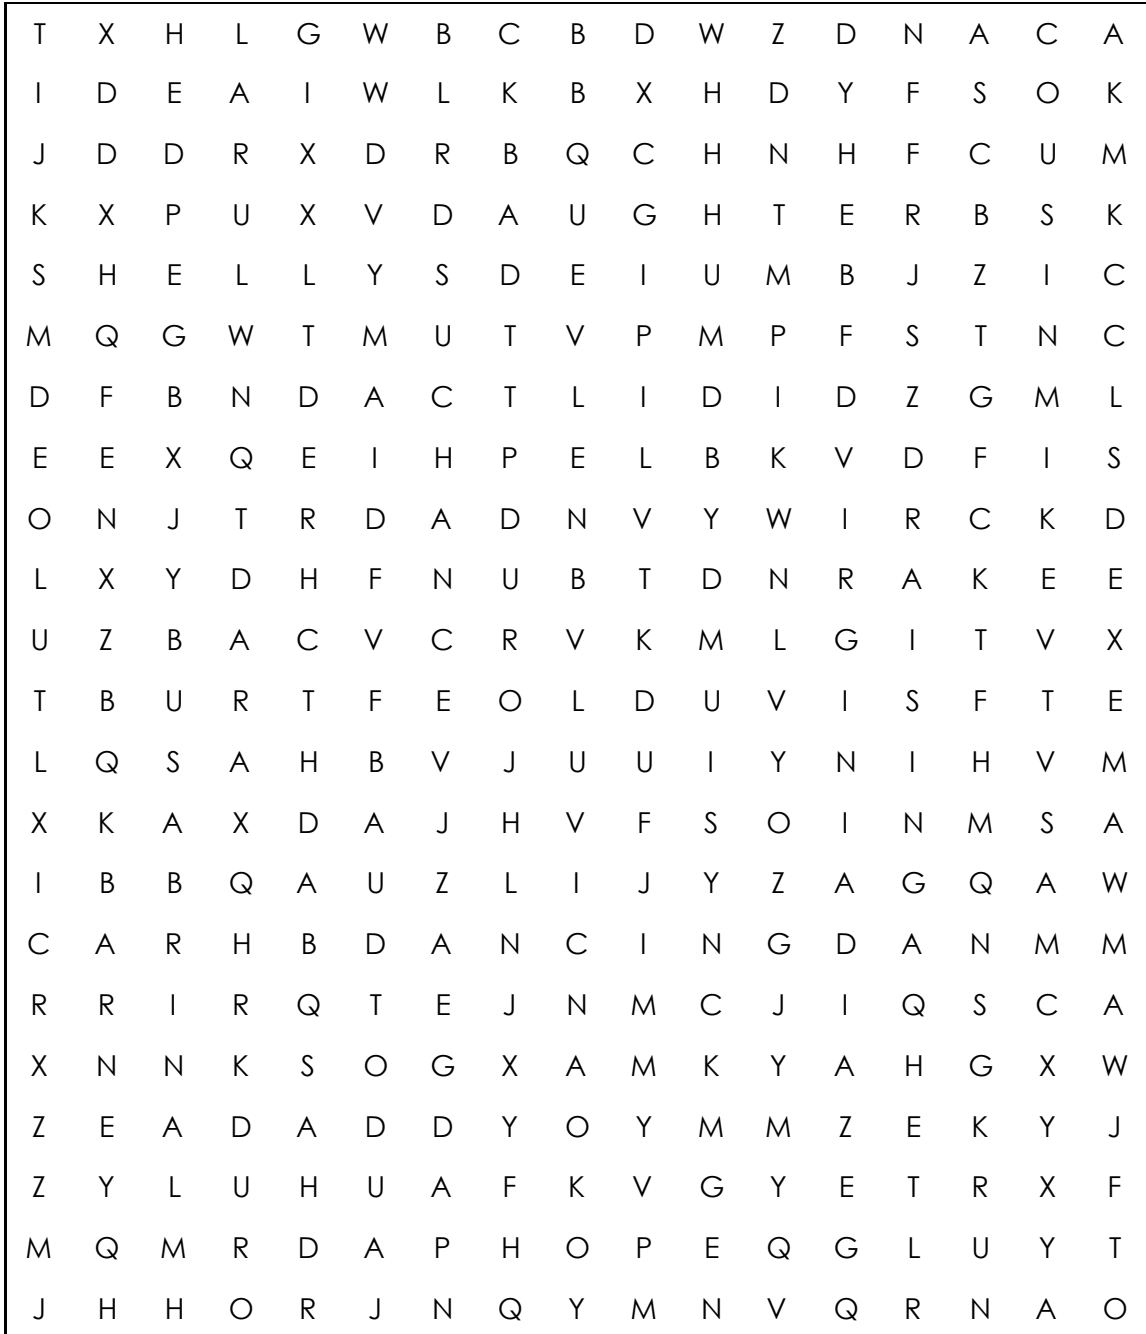 T X H L G W B C B D W Z D N A C A
I D E A I W L K B X H D Y F S O K
J D D R X D R B Q C H N H F C U M
K X P U X V D A U G H T E R B S K
S H E L L Y S D E I U M B J Z I C
M Q G W T M U T V P M P F S T N C
D F B N D A C T L I D I D Z G M L
E E X Q E I H P E L B K V D F I S
O N J T R D A D N V Y W I R C K D
L X Y D H F N U B T D N R A K E E
U Z B A C V C R V K M L G I T V X
T B U R T F E O L D U V I S F T E
L Q S A H B V J U U I Y N I H V M
X K A X D A J H V F S O I N M S A
I B B Q A U Z L I J Y Z A G Q A W
C A R H B D A N C I N G D A N M M
R R I R Q T E J N M C J I Q S C A
X N N K S O G X A M K Y A H G X W
Z E A D A D D Y O Y M M Z E K Y J
Z Y L U H U A F K V G Y E T R X F
M Q M R D A P H O P E Q G L U Y T
J H H O R J N Q Y M N V Q R N A O